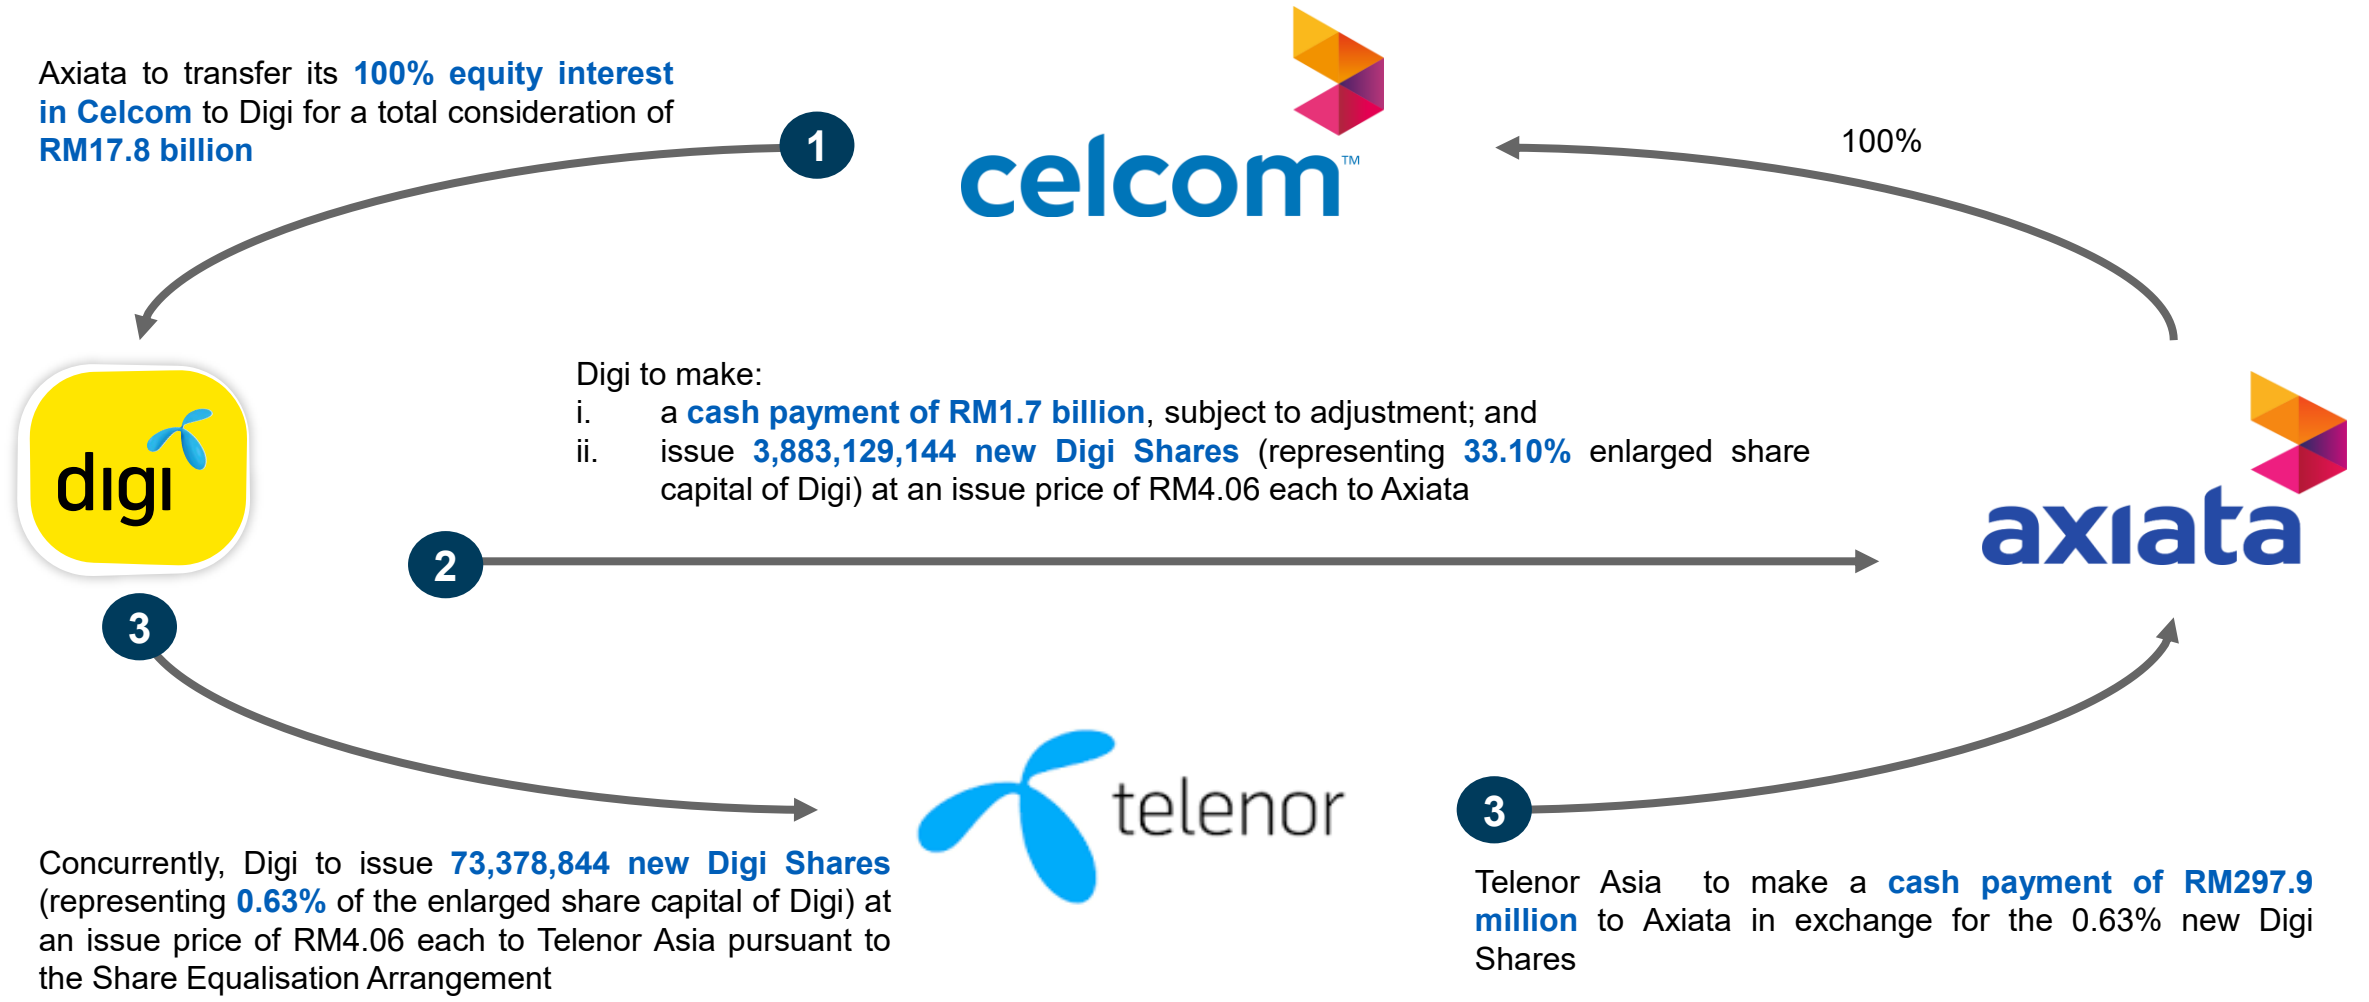 Axiata to transfer its 100% equity interest
in Celcom to Digi for a total consideration of
RM17.8 billion
1
celcom™
100%
Digi to make:
i. a cash payment of RM1.7 billion, subject to adjustment; and
ii. issue 3,883,129,144 new Digi Shares (representing 33.10% enlarged share
capital of Digi) at an issue price of RM4.06 each to Axiata
digi
2
axiata
3
telenor
3
Concurrently, Digi to issue 73,378,844 new Digi Shares
(representing 0.63% of the enlarged share capital of Digi) at
an issue price of RM4.06 each to Telenor Asia pursuant to
the Share Equalisation Arrangement
Telenor Asia to make a cash payment of RM297.9
million to Axiata in exchange for the 0.63% new Digi
Shares